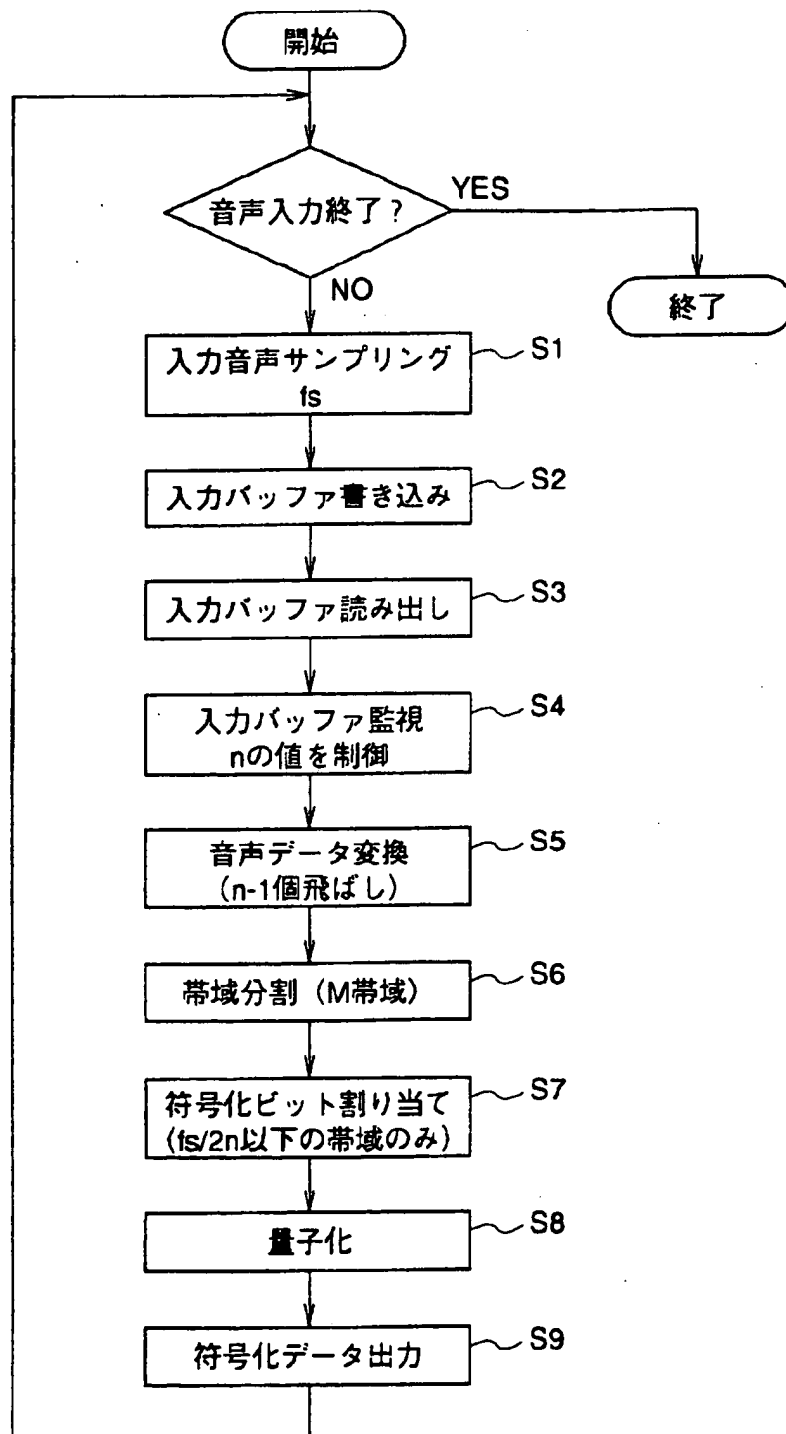 開始
音声入力終了?
YES
NO
終了
入力音声サンプリング
fs
S1
入力バッファ書き込み
S2
入力バッファ読み出し
S3
入力バッファ監視
nの値を制御
S4
音声データ変換
(n-1個飛ばし)
S5
帯域分割(M帯域)
S6
符号化ビット割り当て
(fs/2n以下の帯域のみ)
S7
量子化
S8
符号化データ出力
S9